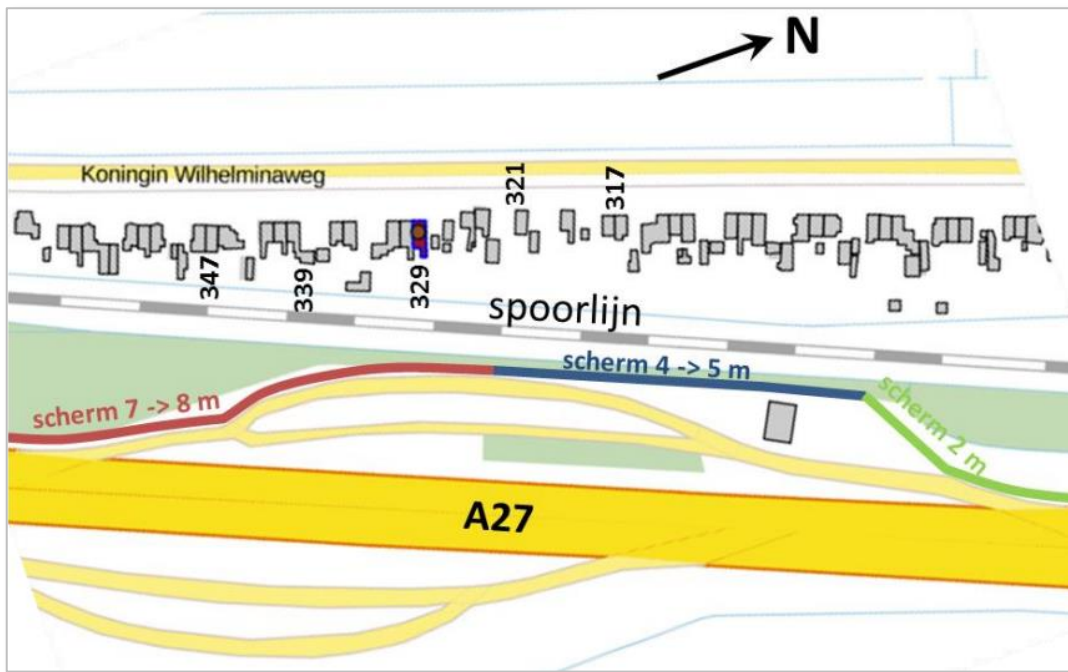 N
Koningin Wilhelminaweg
321
317
347
339
329
spoorlijn
scherm 4 -> 5 m
scherm 7 -> 8 m
scherm 2 m
A27